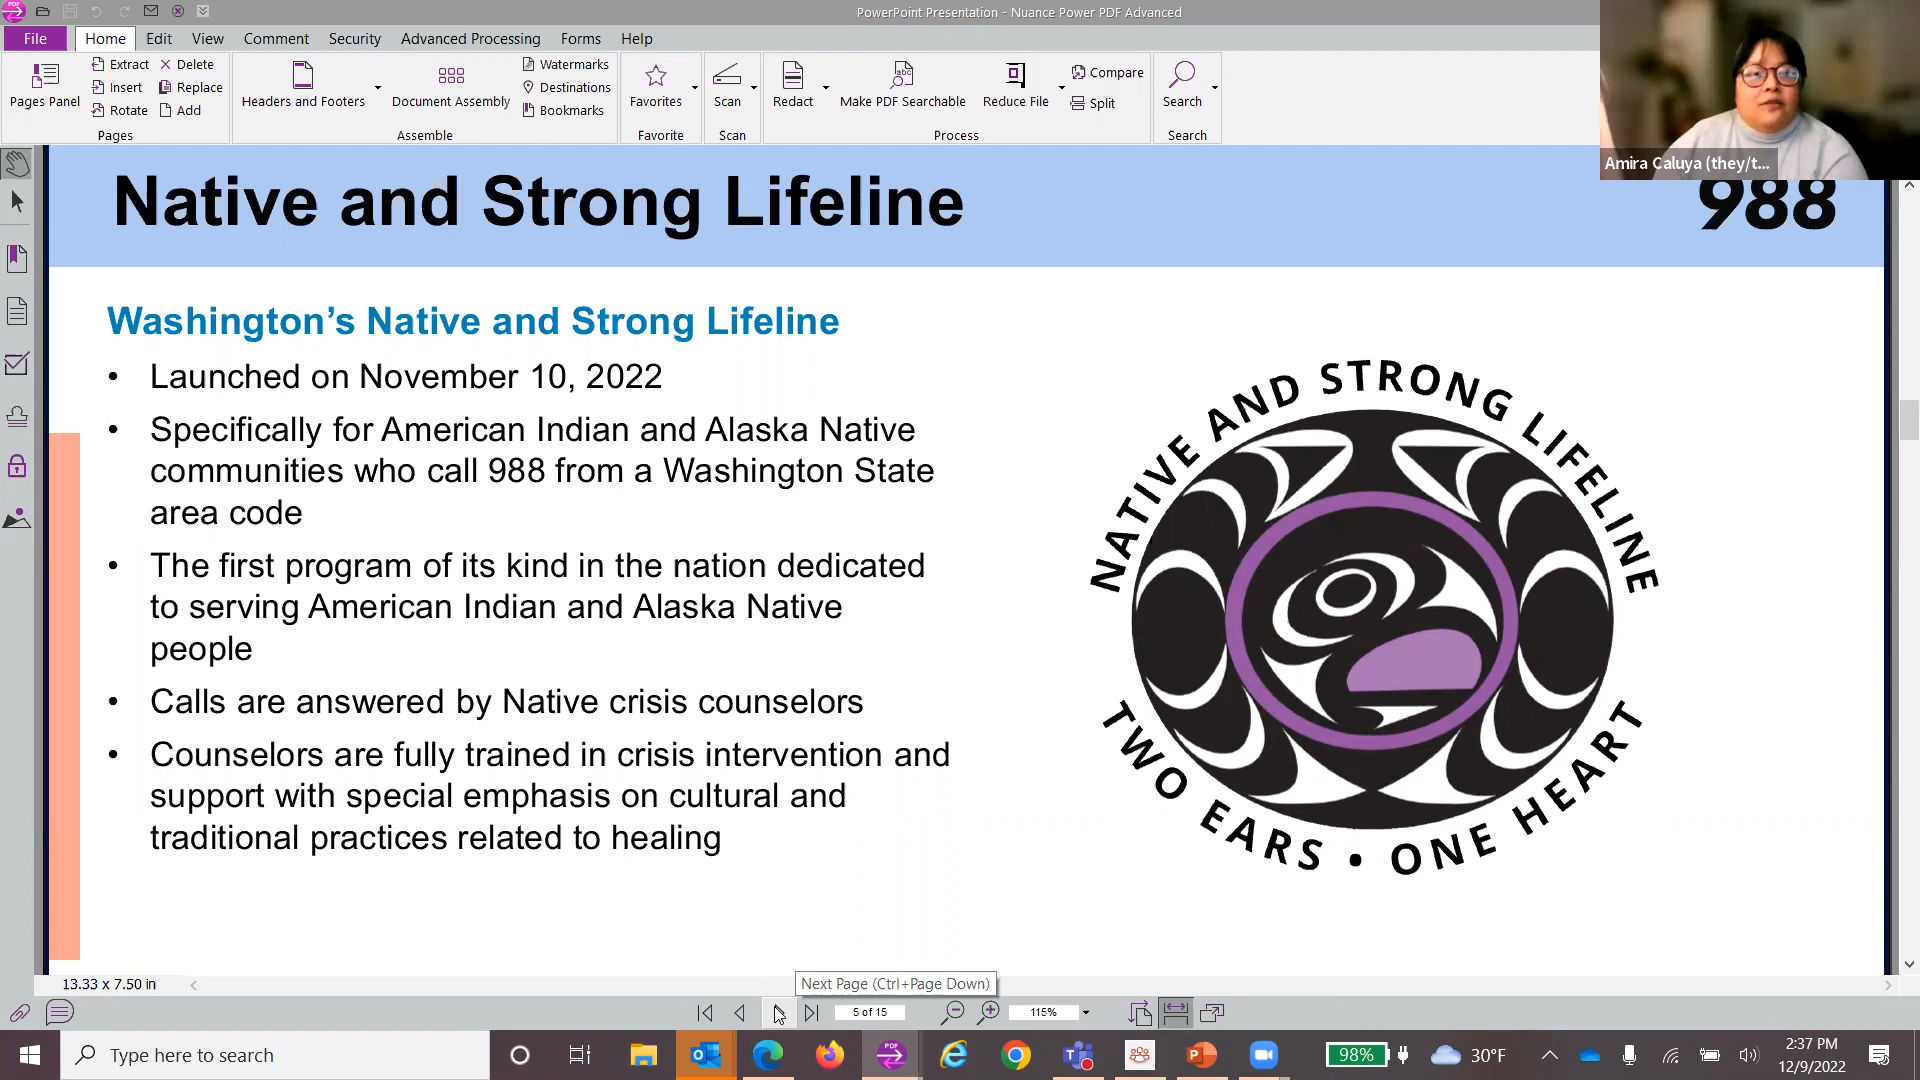 PowerPoint Presentation - Nuance Power PDF Advanced
File Home Edit View Comment Security Advanced Processing Forms Help
Pages Panel
Extract Delete
Insert Replace
Rotate Add
Pages
Headers and Footers
Document Assembly
Watermarks
Destinations
Bookmarks
Assemble
Favorites
Favorite
Scan
Scan
Redact
Make PDF Searchable
Reduce File
Compare
Split
Process
Search
Search
Amira Caluya (they/t...
Native and Strong Lifeline
988
Washington’s Native and Strong Lifeline
• Launched on November 10, 2022
• Specifically for American Indian and Alaska Native
communities who call 988 from a Washington State
area code
• The first program of its kind in the nation dedicated
to serving American Indian and Alaska Native
people
• Calls are answered by Native crisis counselors
• Counselors are fully trained in crisis intervention and
support with special emphasis on cultural and
traditional practices related to healing
NATIVE AND STRONG LIFELINE
TWO EARS • ONE HEART
13.33 x 7.50 in
Next Page (Ctrl+Page Down)
5 of 15
115%
Type here to search
98%
30°F
2:37 PM
12/9/2022